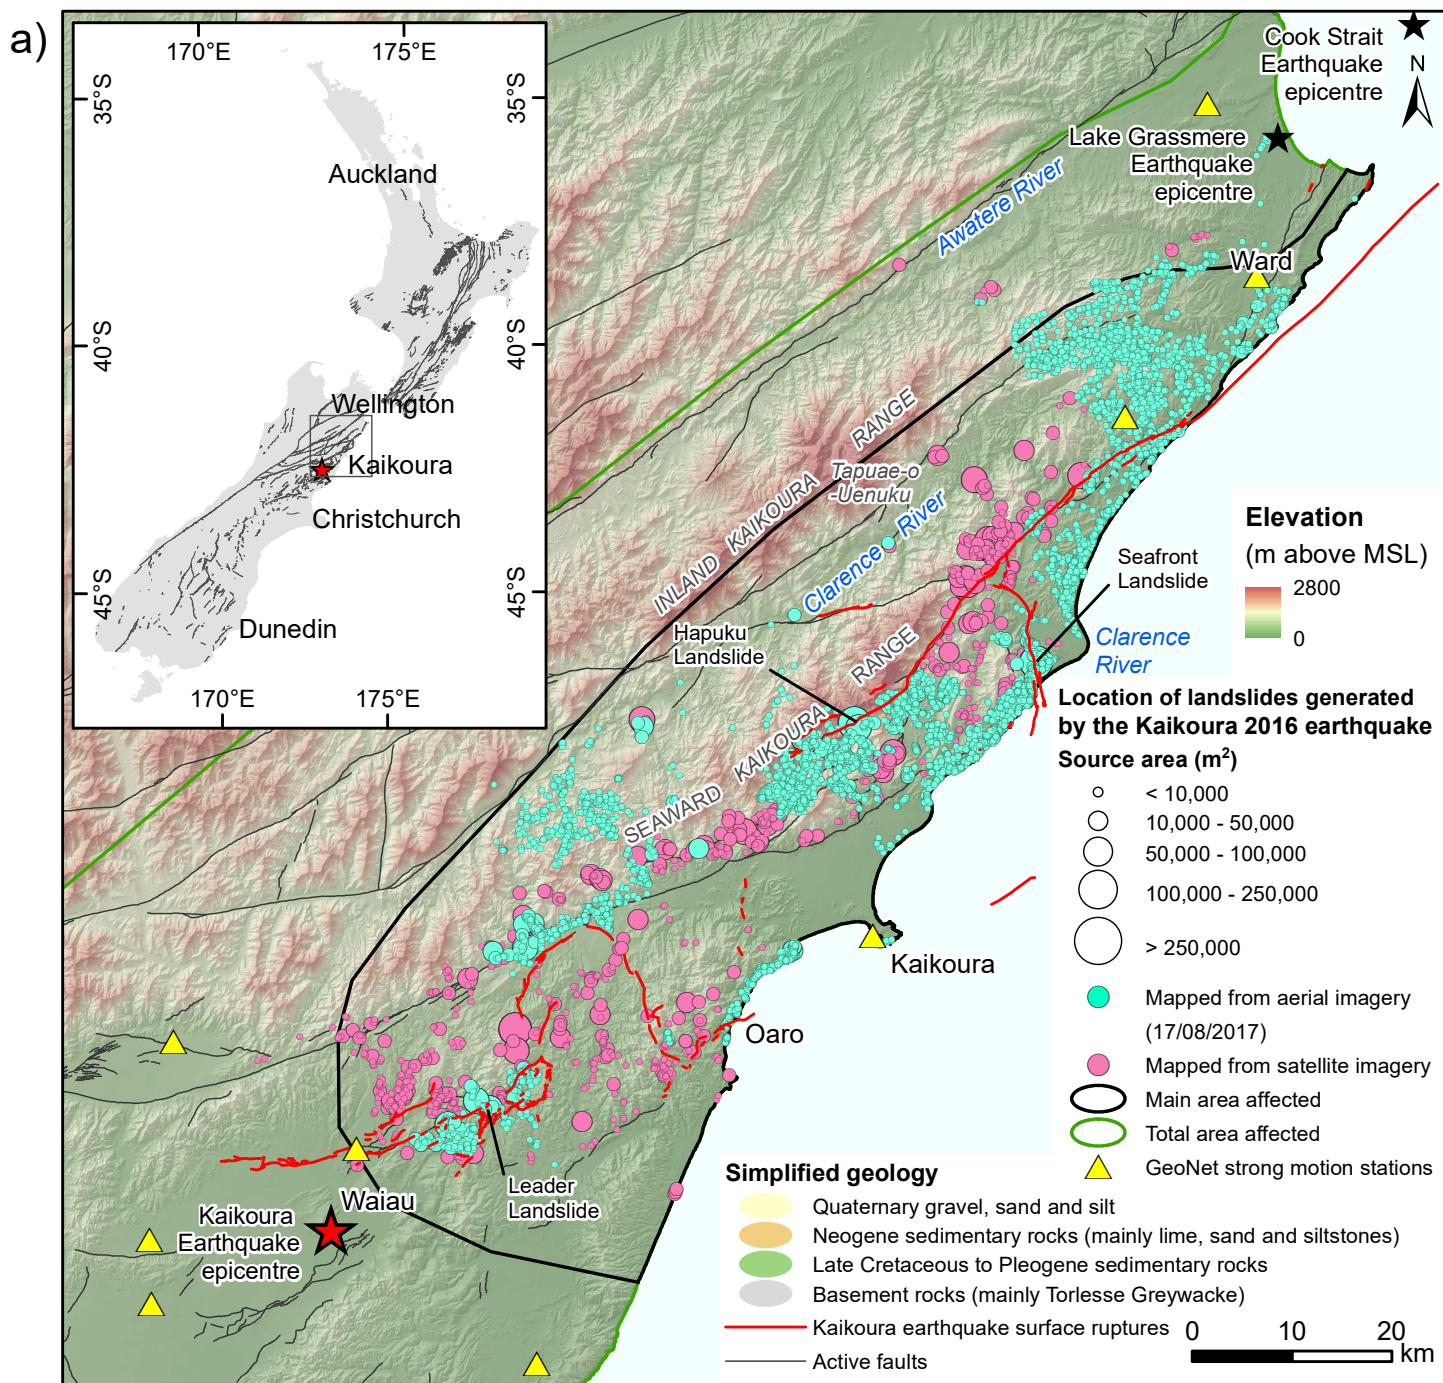 a)
170°E
175°E
35°S
35°S
40°S
40°S
45°S
45°S
170°E
175°E
Auckland
Wellington
Kaikoura
Christchurch
Dunedin
Cook Strait
Earthquake
epicentre
N
Lake Grassmere
Earthquake
epicentre
Awatere River
Ward
INLAND KAIKOURA RANGE
Tapuae-o
-Uenuku
Clarence River
Seafront
Landslide
Hapuku
Landslide
Clarence
River
SEAWARD KAIKOURA RANGE
Kaikoura
Oaro
Waiau
Leader
Landslide
Kaikoura
Earthquake
epicentre
Elevation
(m above MSL)
2800
0
Location of landslides generated
by the Kaikoura 2016 earthquake
Source area (m²)
< 10,000
10,000 - 50,000
50,000 - 100,000
100,000 - 250,000
> 250,000
Mapped from aerial imagery
(17/08/2017)
Mapped from satellite imagery
Main area affected
Total area affected
GeoNet strong motion stations
Simplified geology
Quaternary gravel, sand and silt
Neogene sedimentary rocks (mainly lime, sand and siltstones)
Late Cretaceous to Pleogene sedimentary rocks
Basement rocks (mainly Torlesse Greywacke)
Kaikoura earthquake surface ruptures
Active faults
0 10 20
km